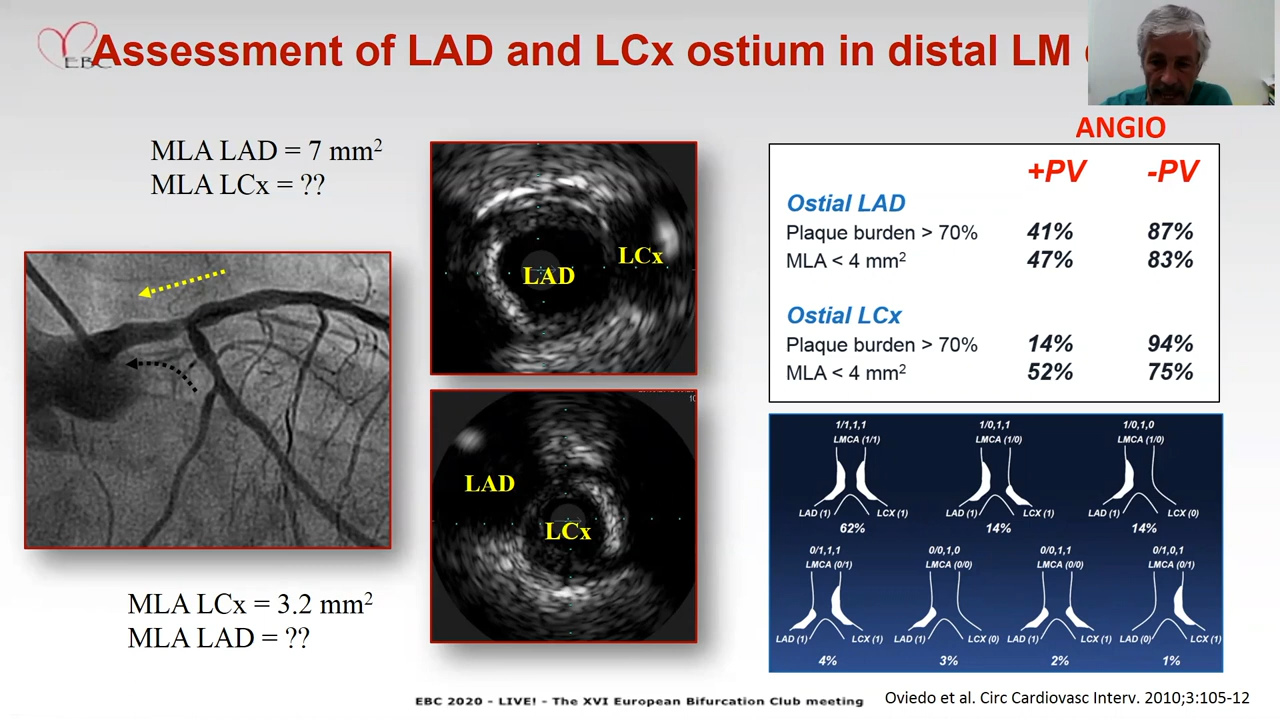 EBC
Assessment of LAD and LCx ostium in distal LM
MLA LAD = 7 mm²
MLA LCx = ??
LAD
LCx
LAD
LCx
MLA LCx = 3.2 mm²
MLA LAD = ??
ANGIO
+PV -PV
Ostial LAD
Plaque burden > 70% 41% 87%
MLA < 4 mm² 47% 83%
Ostial LCx
Plaque burden > 70% 14% 94%
MLA < 4 mm² 52% 75%
1/1,1,1 1/0,1,1 1/0,1,0
LMCA (1/1) LMCA (1/0) LMCA (1/0)
LAD (1) LCX (1) LAD (1) LCX (1) LAD (1) LCX (0)
62% 14% 14%
0/1,1,1 0/0,1,0 0/0,1,1 0/1,0,1
LMCA (0/1) LMCA (0/0) LMCA (0/0) LMCA (0/1)
LAD (1) LCX (1) LAD (1) LCX (0) LAD (1) LCX (1) LAD (0) LCX (1)
4% 3% 2% 1%
EBC 2020 - LIVE! - The XVI European Bifurcation Club meeting
Oviedo et al. Circ Cardiovasc Interv. 2010;3:105-12